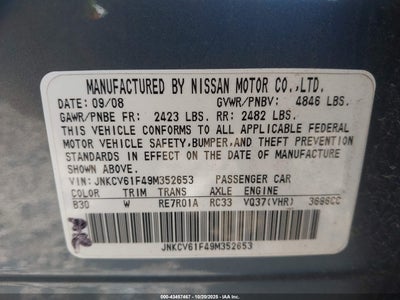 MANUFACTURED BY NISSAN MOTOR CO.,LTD.
DATE: 09/08 GVWR/PNBV: 4846 LBS.
GAWR/PNBE FR: 2423 LBS. RR: 2482 LBS.
THIS VEHICLE CONFORMS TO ALL APPLICABLE FEDERAL
MOTOR VEHICLE SAFETY, BUMPER, AND THEFT PREVENTION
STANDARDS IN EFFECT ON THE DATE OF MANUFACTURE
SHOWN ABOVE.
VIN: JNKCV61F49M352653 PASSENGER CAR
COLOR TRIM TRANS AXLE ENGINE
B30 W RE7R01A RC33 VQ37(VHR) 3696CC
JNKCV61F49M352653
00-43457467 - 10/20/2025 -